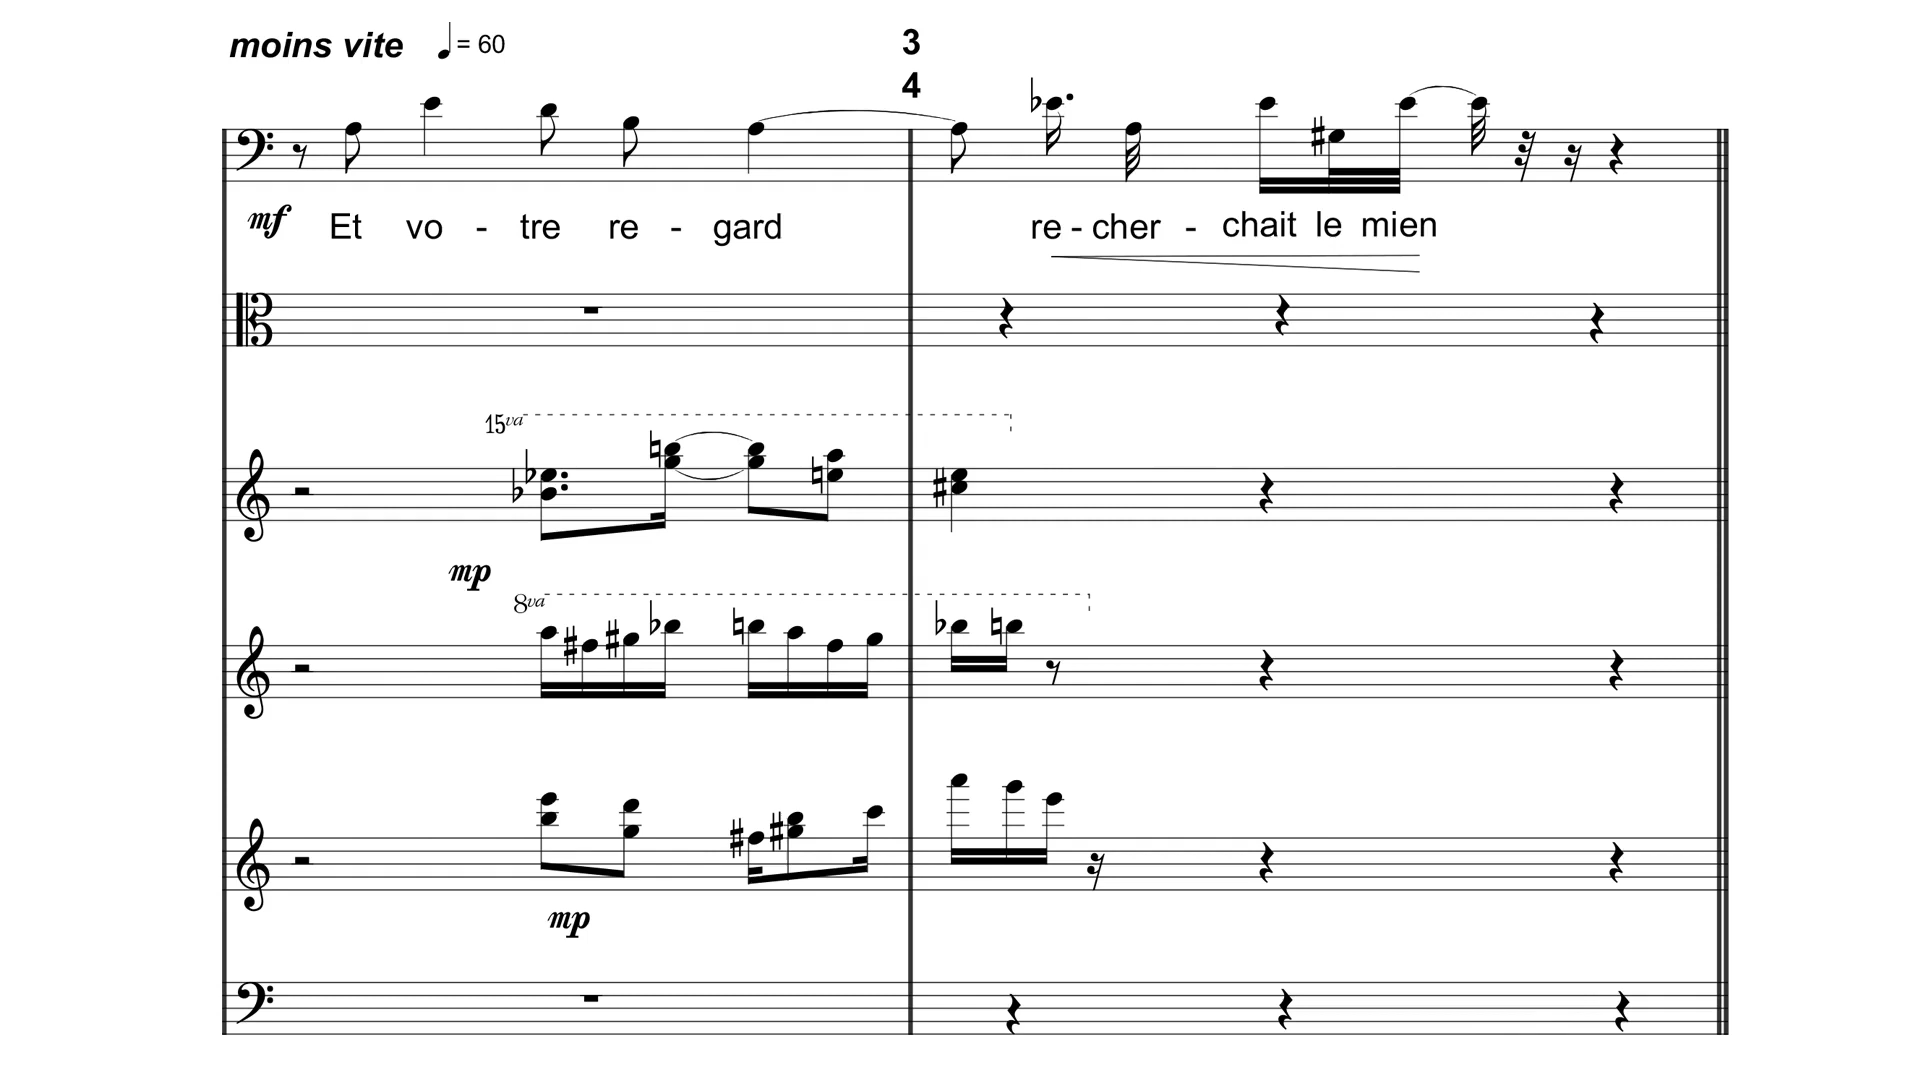 moins vite ♩ = 60
3
4
mf Et vo - tre re - gard re - cher - chait le mien
15va
mp
8va
mp